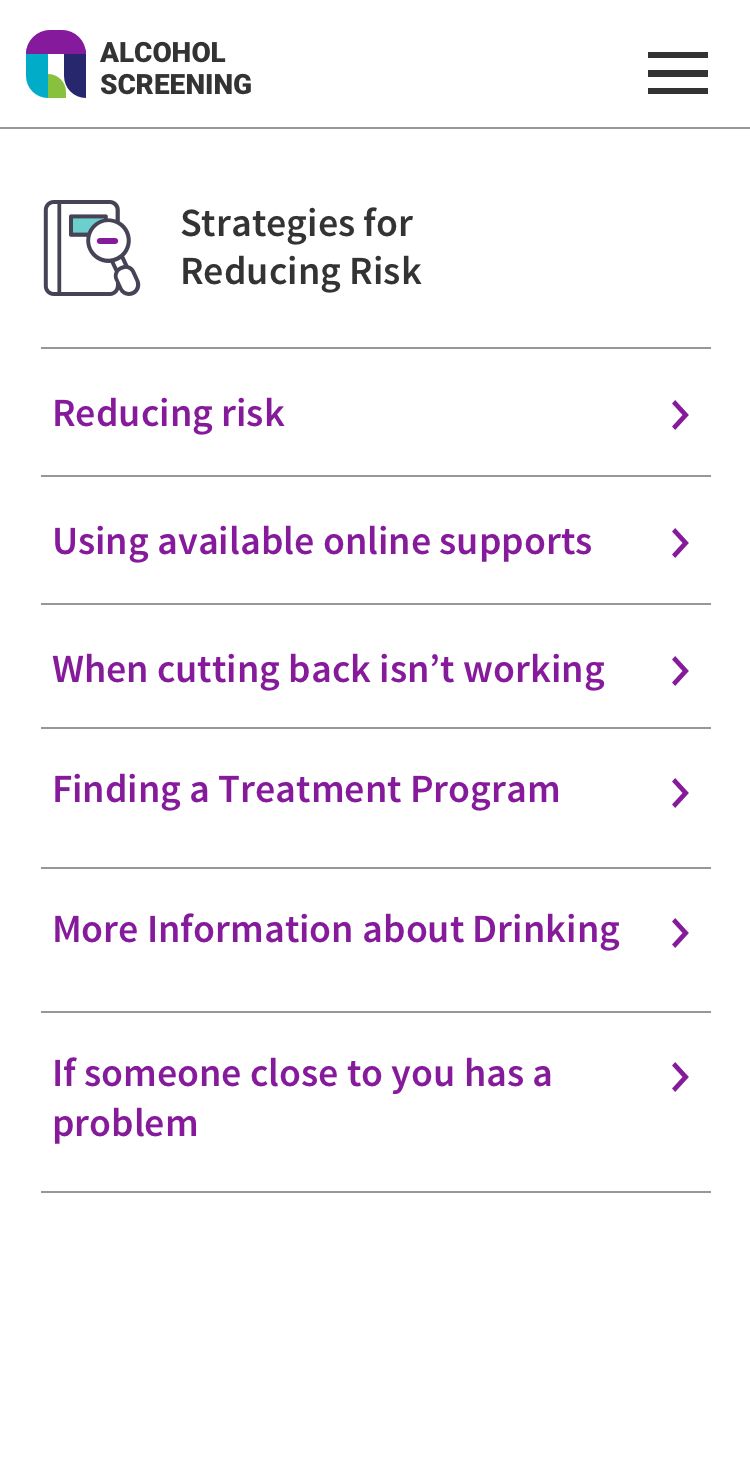 ALCOHOL
SCREENING
Strategies for
Reducing Risk
Reducing risk
Using available online supports
When cutting back isn’t working
Finding a Treatment Program
More Information about Drinking
If someone close to you has a
problem